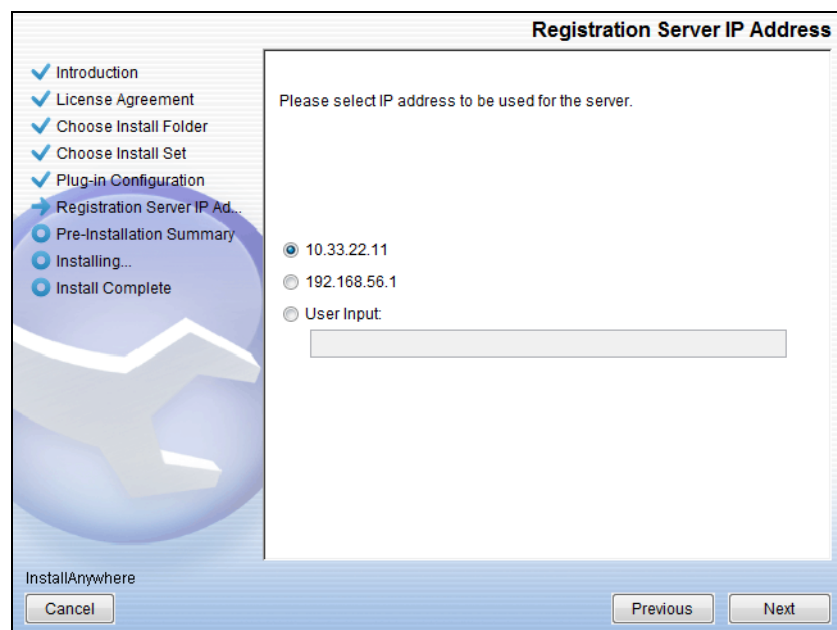 Registration Server IP Address
Introduction
License Agreement
Choose Install Folder
Choose Install Set
Plug-in Configuration
Registration Server IP Ad...
Pre-Installation Summary
Installing...
Install Complete
Please select IP address to be used for the server.
10.33.22.11
192.168.56.1
User Input:
InstallAnywhere
Cancel
Previous
Next